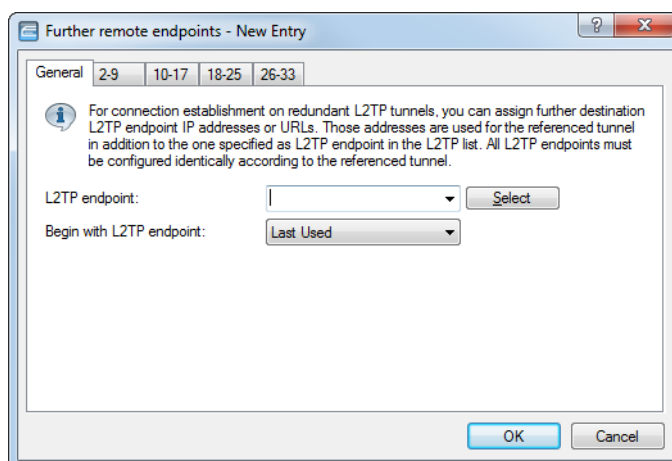 Further remote endpoints - New Entry
?
General 2-9 10-17 18-25 26-33
For connection establishment on redundant L2TP tunnels, you can assign further destination
L2TP endpoint IP addresses or URLs. Those addresses are used for the referenced tunnel
in addition to the one specified as L2TP endpoint in the L2TP list. All L2TP endpoints must
be configured identically according to the referenced tunnel.
L2TP endpoint: Select
Begin with L2TP endpoint: Last Used
OK Cancel